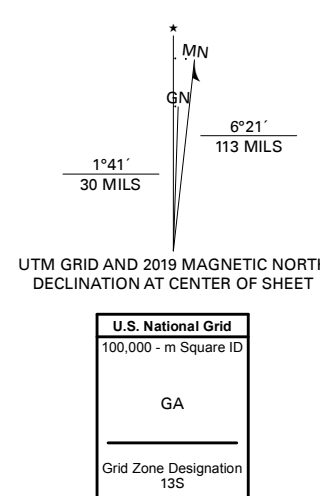 ★
MN
GN
6°21´
113 MILS
1°41´
30 MILS
UTM GRID AND 2019 MAGNETIC NORTH
DECLINATION AT CENTER OF SHEET
U.S. National Grid
100,000 - m Square ID
GA
Grid Zone Designation
13S